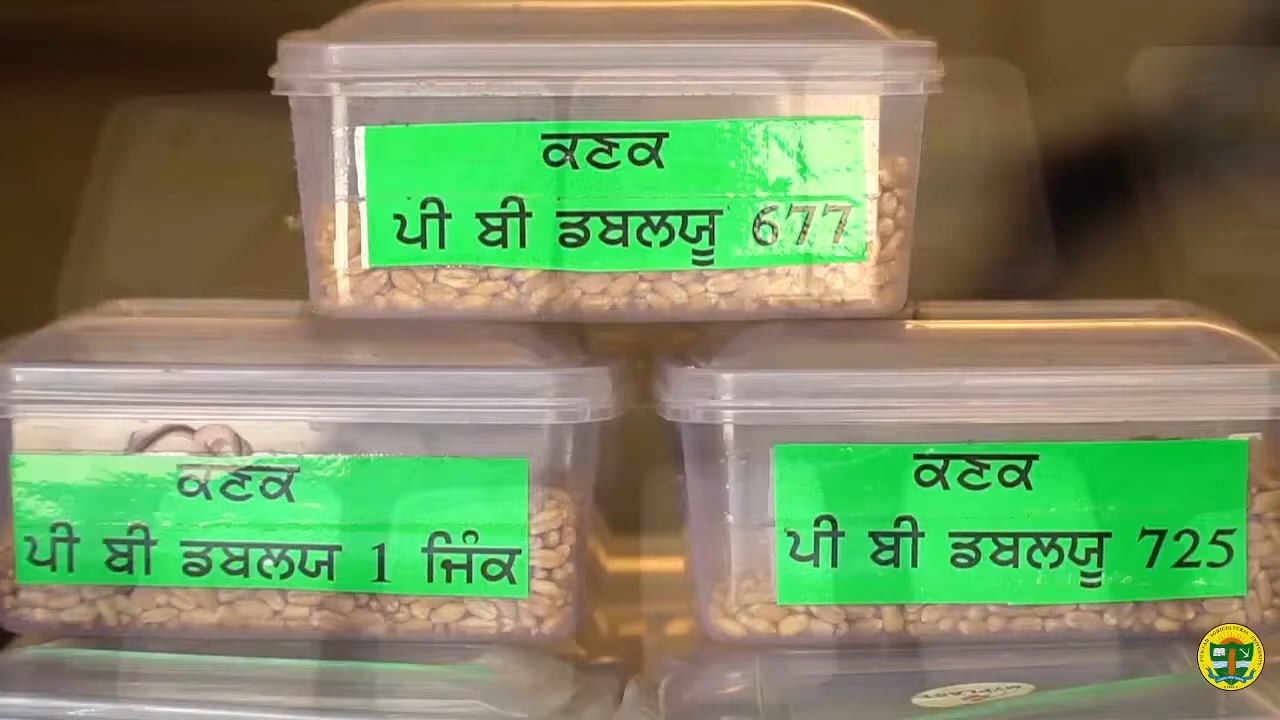 ਕਣਕ
ਪੀ ਬੀ ਡਬਲਯੂ 677
ਕਣਕ
ਪੀ ਬੀ ਡਬਲਯ 1 ਜਿੰਕ
ਕਣਕ
ਪੀ ਬੀ ਡਬਲਯੂ 725